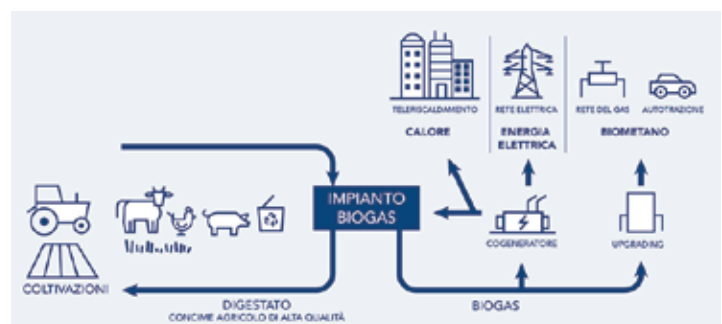 TELERISCALDAMENTO
CALORE
RETE ELETTRICA
ENERGIA
ELETTRICA
RETE DEL GAS
AUTOTRAZIONE
BIOMETANO
IMPIANTO
BIOGAS
COGENERATORE
UPGRADING
COLTIVAZIONI
DIGESTATO
CONCIME AGRICOLO DI ALTA QUALITÀ
BIOGAS